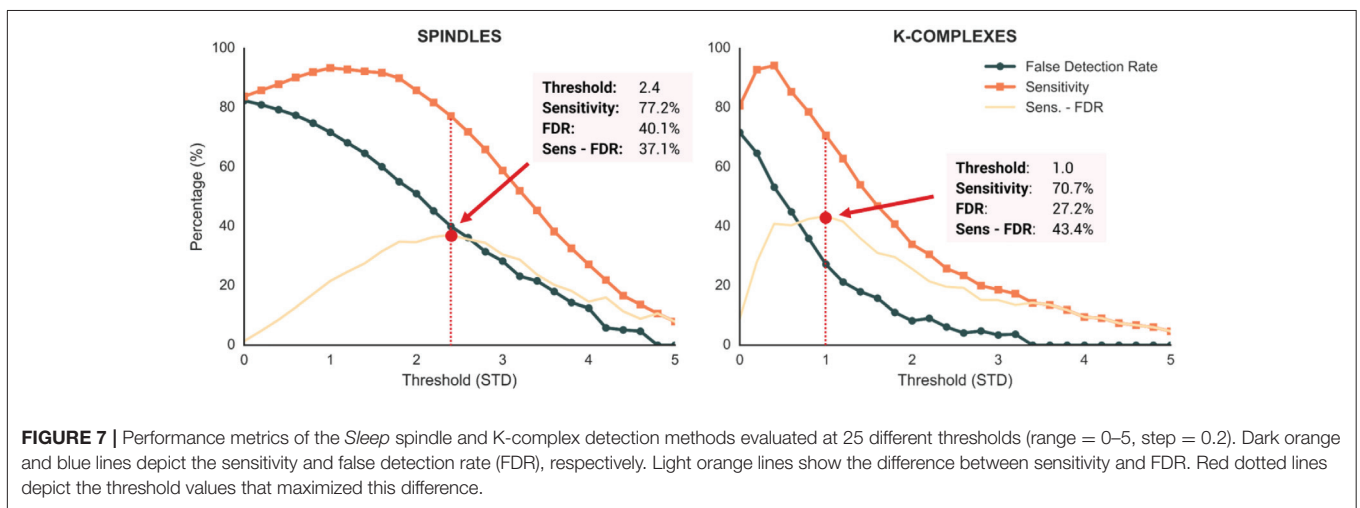 SPINDLES
100
80
60
40
20
0
Percentage (%)
0 1 2 3 4 5
Threshold (STD)
Threshold: 2.4
Sensitivity: 77.2%
FDR: 40.1%
Sens - FDR: 37.1%
K-COMPLEXES
100
80
60
40
20
0
0 1 2 3 4 5
Threshold (STD)
False Detection Rate
Sensitivity
Sens. - FDR
Threshold: 1.0
Sensitivity: 70.7%
FDR: 27.2%
Sens - FDR: 43.4%
FIGURE 7 | Performance metrics of the Sleep spindle and K-complex detection methods evaluated at 25 different thresholds (range = 0–5, step = 0.2). Dark orange
and blue lines depict the sensitivity and false detection rate (FDR), respectively. Light orange lines show the difference between sensitivity and FDR. Red dotted lines
depict the threshold values that maximized this difference.